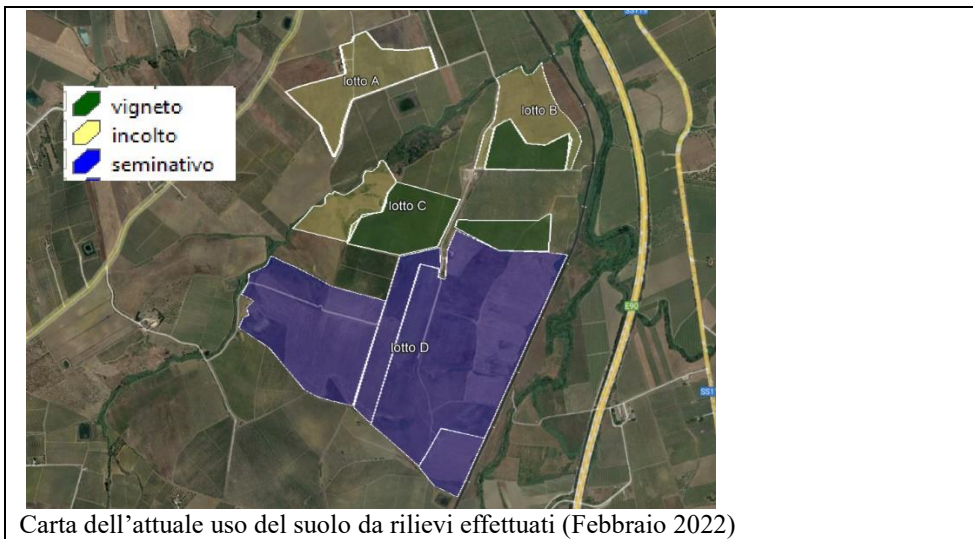 SS119
lotto A
vigneto
incolto
seminativo
lotto B
lotto C
E90
lotto D
Carta dell’attuale uso del suolo da rilievi effettuati (Febbraio 2022)